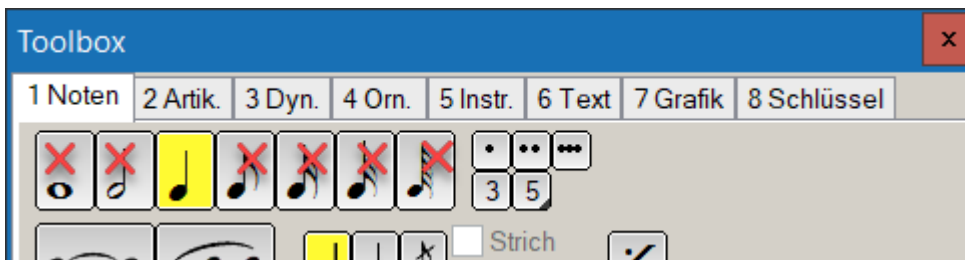 Toolbox x
1 Noten 2 Artik. 3 Dyn. 4 Orn. 5 Instr. 6 Text 7 Grafik 8 Schlüssel
3 5
Strich